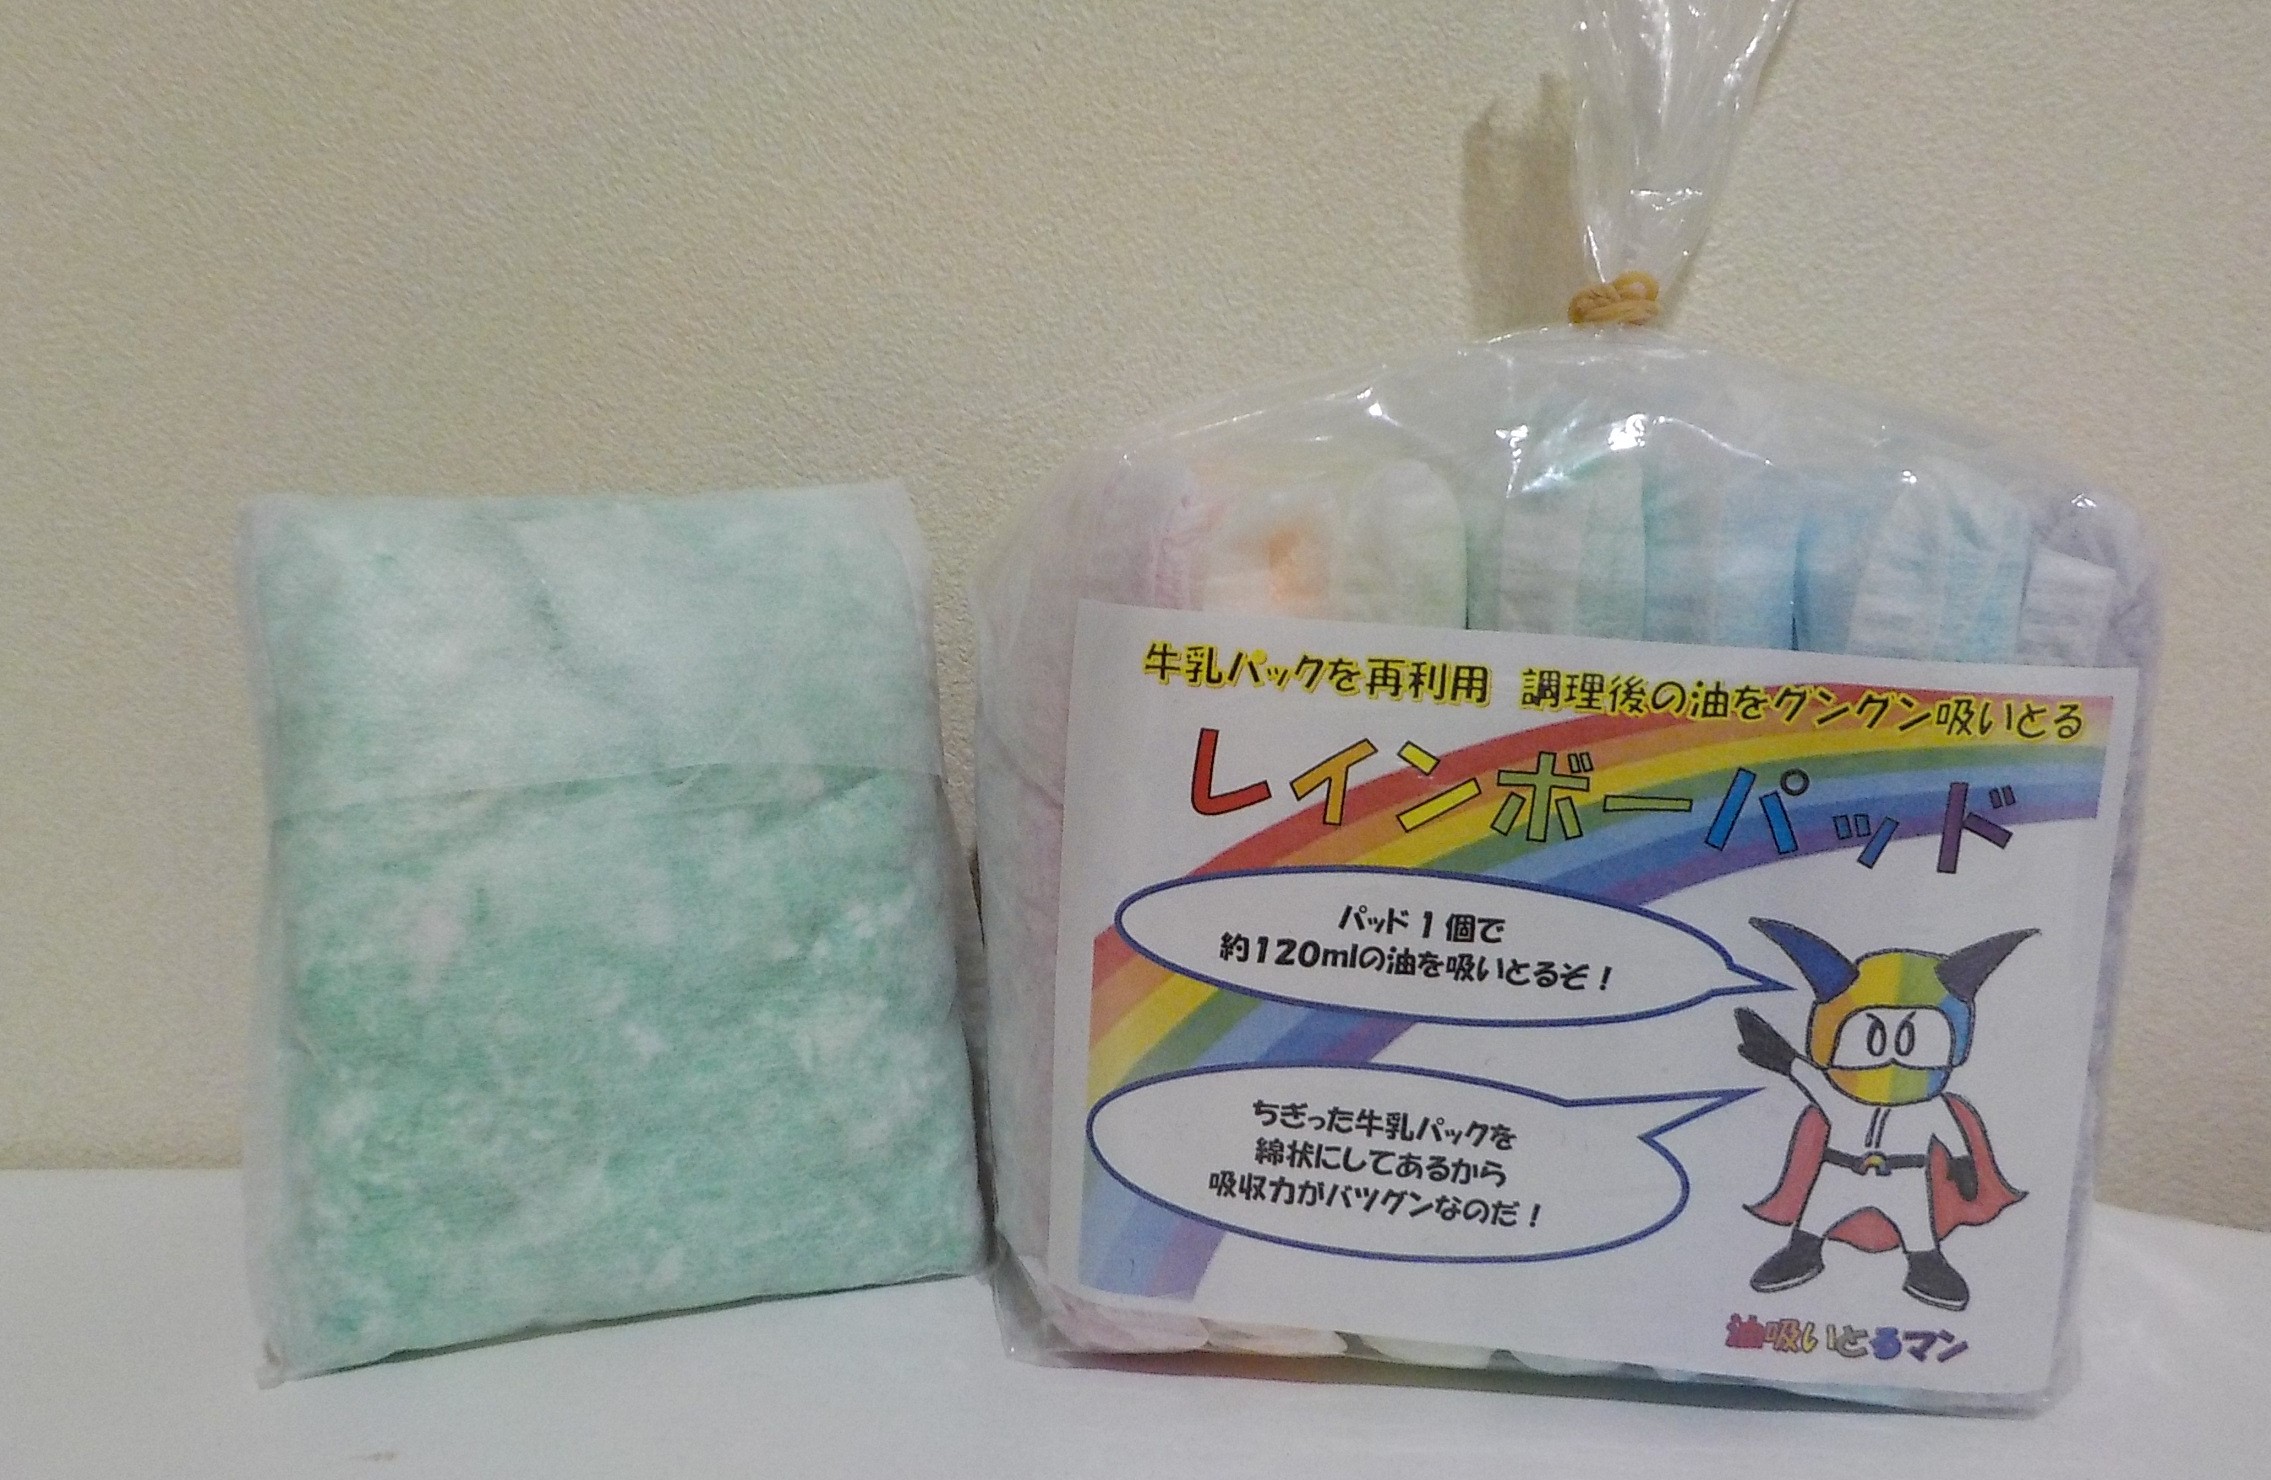 牛乳パックを再利用 調理後の油をグングン吸いとる
レインボーパッド
パッド1個で
約120mlの油を吸いとるぞ!
ちぎった牛乳パックを
綿状にしてあるから
吸収力がバツグンなのだ!
油吸いとるマン